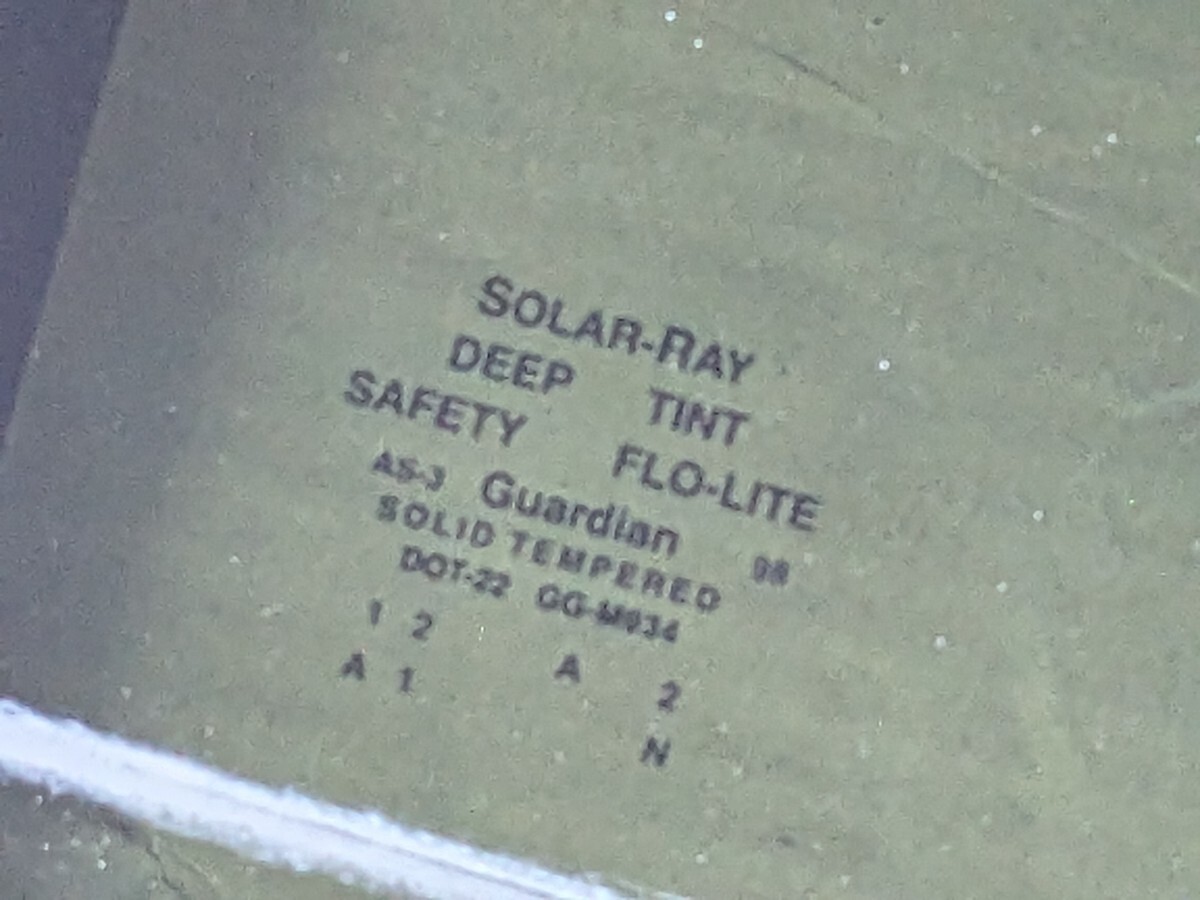 SOLAR-RAY
DEEP TINT
SAFETY FLO-LITE
AS-3 Guardian 98
SOLID TEMPERED
DOT-22 GG-M934
1 2 A 2
A 1 N